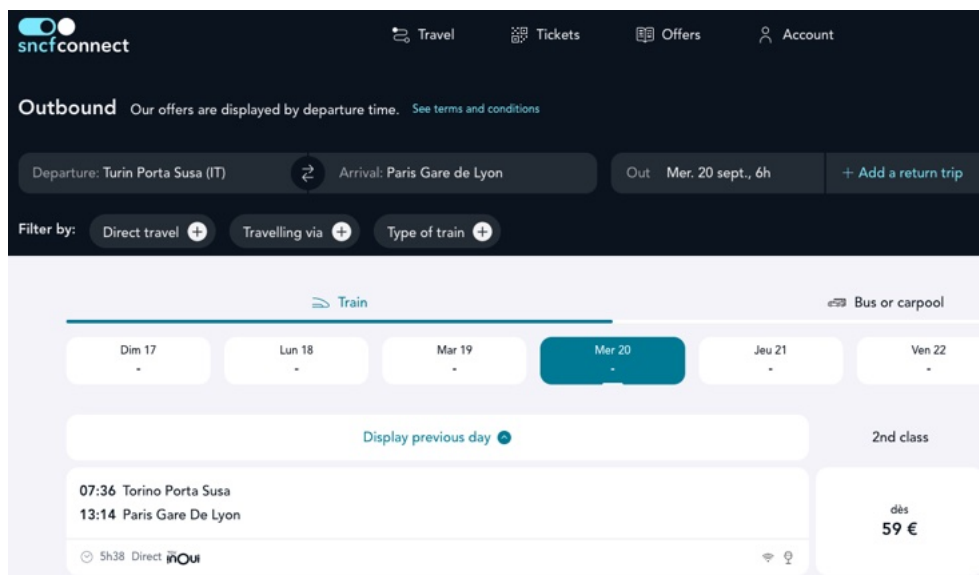 sncfconnect
Travel Tickets Offers Account
Outbound Our offers are displayed by departure time. See terms and conditions
Departure: Turin Porta Susa (IT) Arrival: Paris Gare de Lyon Out Mer. 20 sept., 6h + Add a return trip
Filter by: Direct travel + Travelling via + Type of train +
Train Bus or carpool
Dim 17 Lun 18 Mar 19 Mer 20 Jeu 21 Ven 22
- - - - - -
Display previous day 2nd class
07:36 Torino Porta Susa
13:14 Paris Gare De Lyon
dès
59 €
5h38 Direct inOui